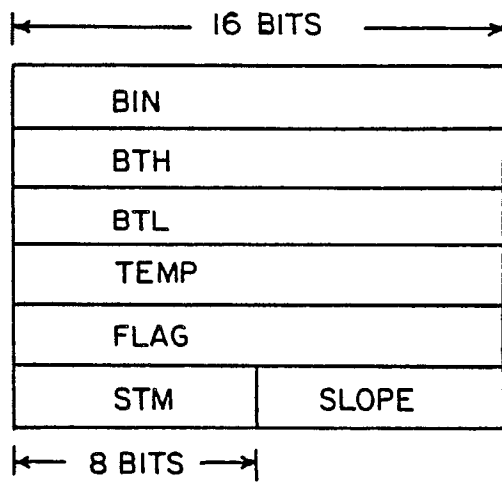 16 BITS
BIN
BTH
BTL
TEMP
FLAG
STM SLOPE
8 BITS